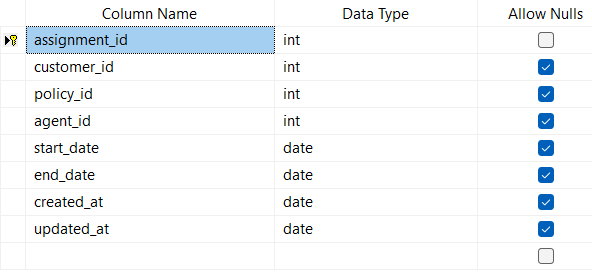 Column Name Data Type Allow Nulls
assignment_id int
customer_id int
policy_id int
agent_id int
start_date date
end_date date
created_at date
updated_at date